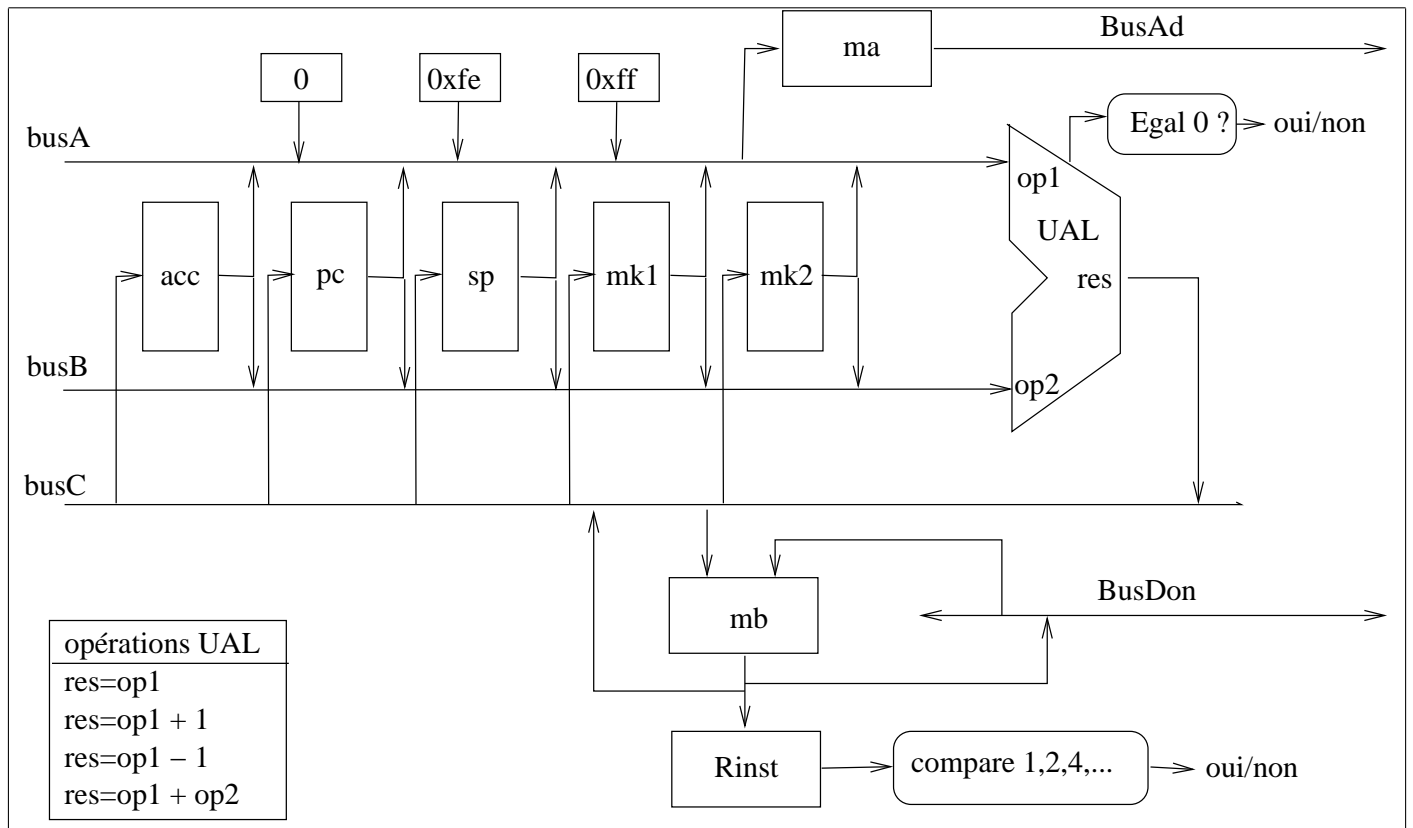 BusAd
ma
0
0xfe
0xff
Egal 0 ?
oui/non
busA
op1
UAL
acc
pc
sp
mk1
mk2
res
busB
op2
busC
BusDon
mb
opérations UAL
res=op1
res=op1 + 1
res=op1 − 1
res=op1 + op2
Rinst
compare 1,2,4,...
oui/non